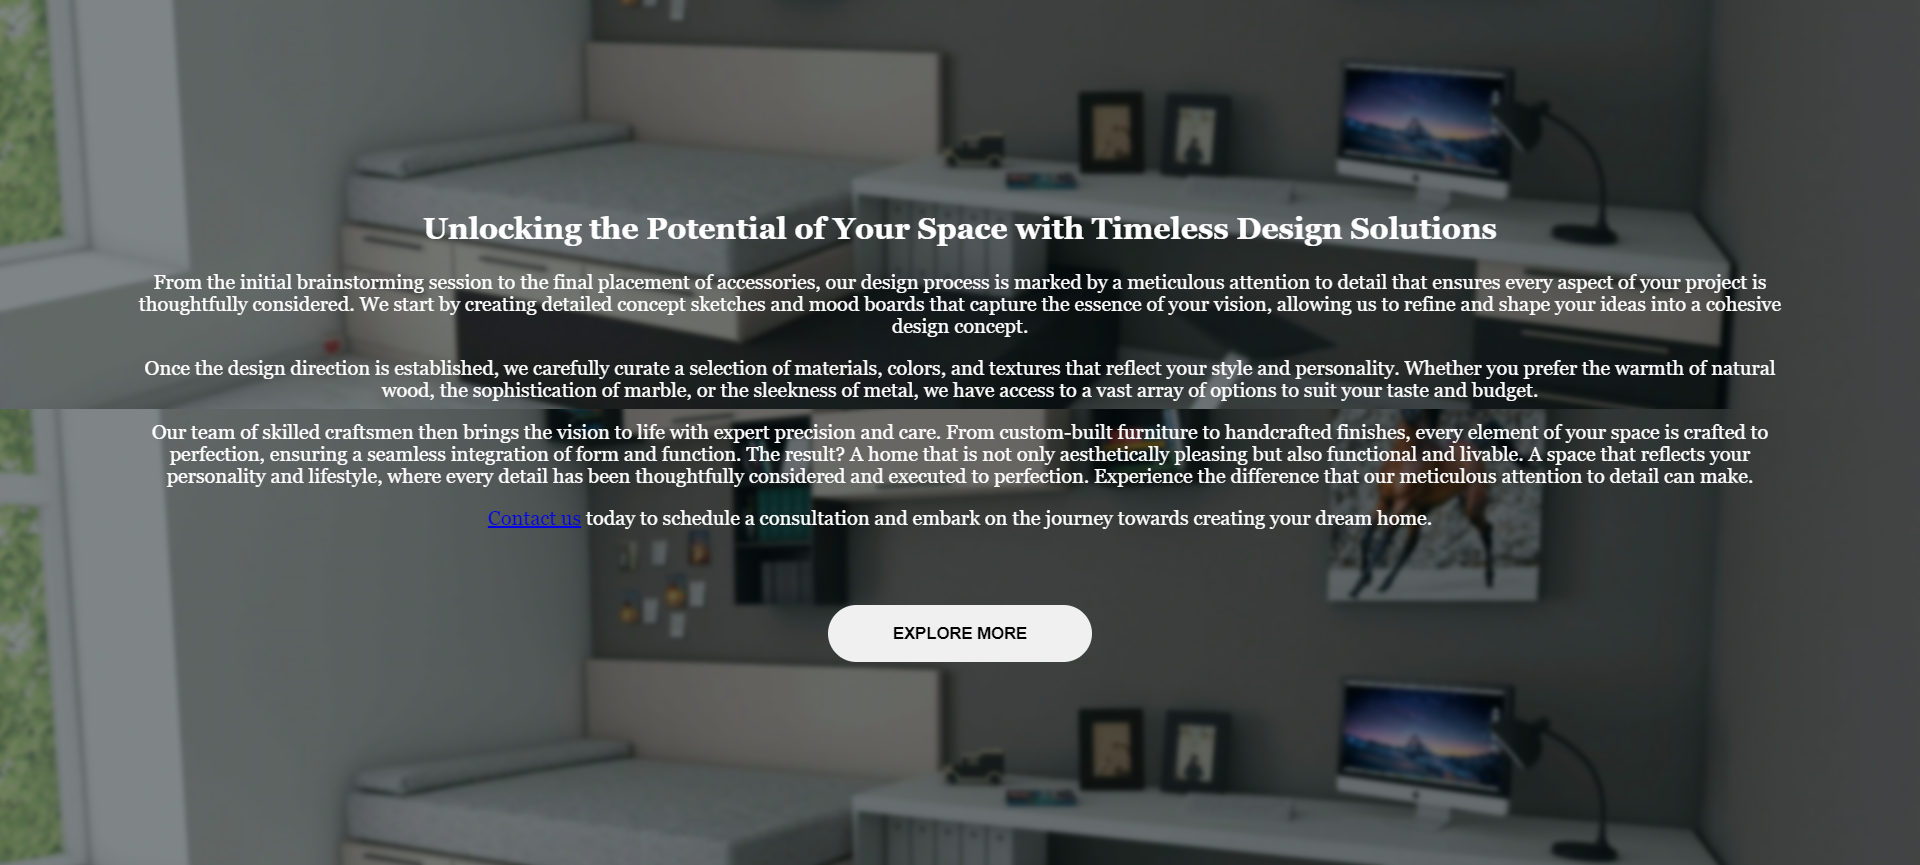 Unlocking the Potential of Your Space with Timeless Design Solutions
From the initial brainstorming session to the final placement of accessories, our design process is marked by a meticulous attention to detail that ensures every aspect of your project is
thoughtfully considered. We start by creating detailed concept sketches and mood boards that capture the essence of your vision, allowing us to refine and shape your ideas into a cohesive
design concept.
Once the design direction is established, we carefully curate a selection of materials, colors, and textures that reflect your style and personality. Whether you prefer the warmth of natural
wood, the sophistication of marble, or the sleekness of metal, we have access to a vast array of options to suit your taste and budget.
Our team of skilled craftsmen then brings the vision to life with expert precision and care. From custom-built furniture to handcrafted finishes, every element of your space is crafted to
perfection, ensuring a seamless integration of form and function. The result? A home that is not only aesthetically pleasing but also functional and livable. A space that reflects your
personality and lifestyle, where every detail has been thoughtfully considered and executed to perfection. Experience the difference that our meticulous attention to detail can make.
Contact us today to schedule a consultation and embark on the journey towards creating your dream home.
EXPLORE MORE